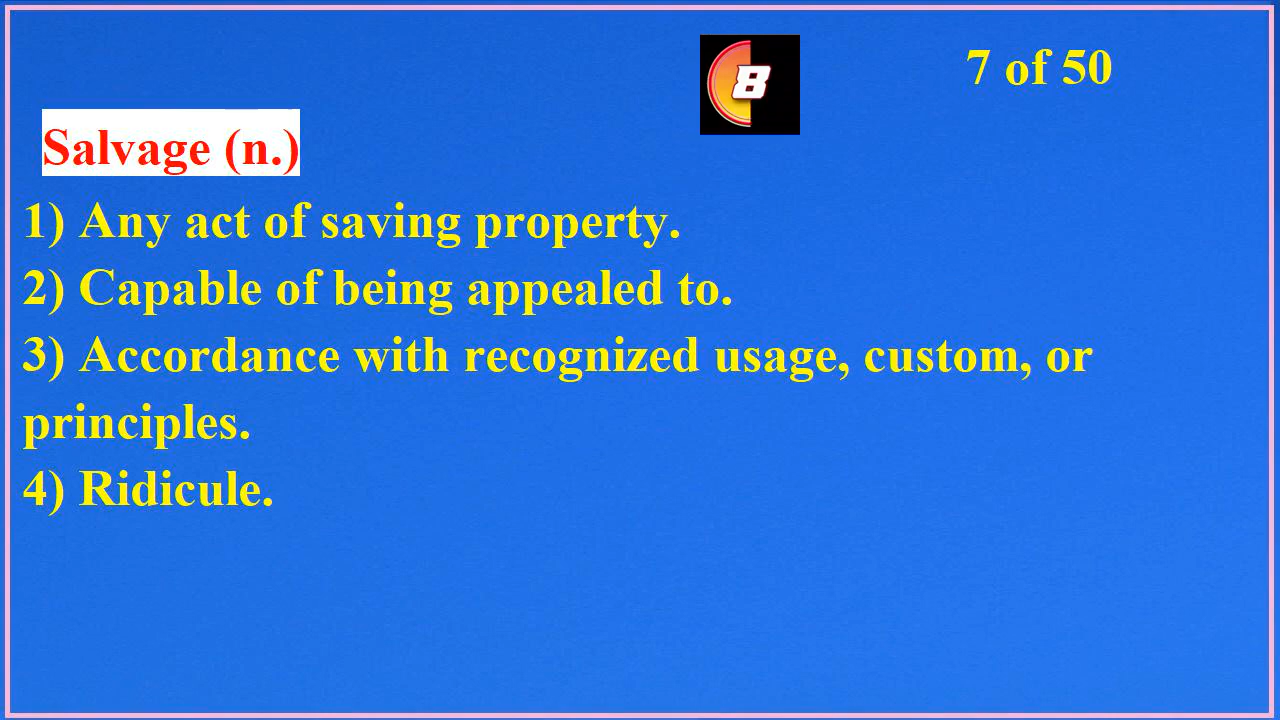 8
7 of 50
Salvage (n.)
1) Any act of saving property.
2) Capable of being appealed to.
3) Accordance with recognized usage, custom, or
principles.
4) Ridicule.